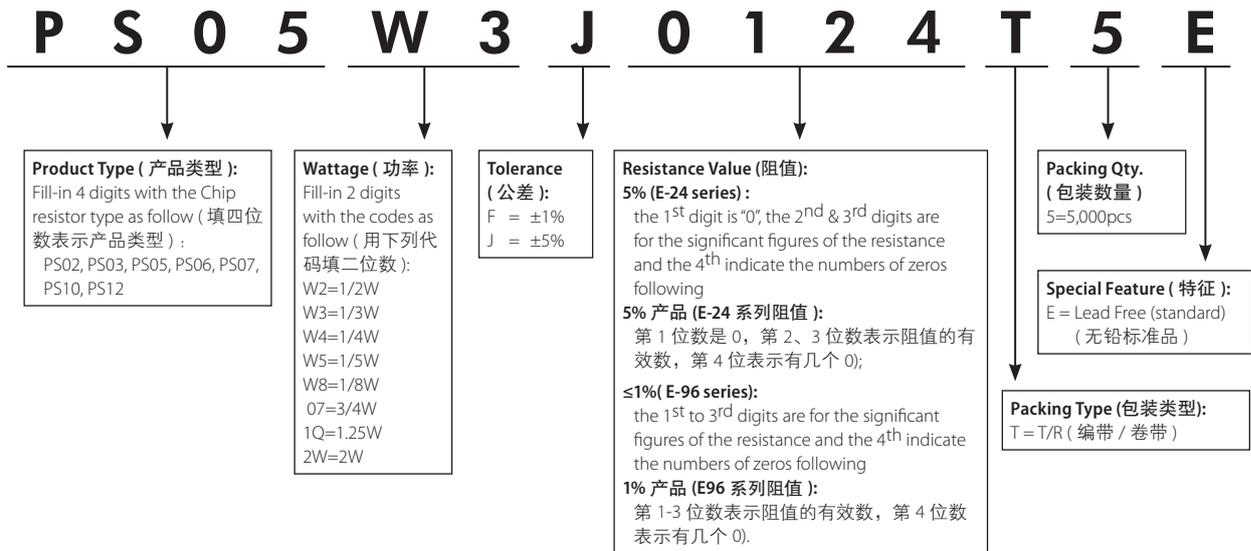 P S 0 5 W 3 J 0 1 2 4 T 5 E
Product Type ( 产品类型 ):
Fill-in 4 digits with the Chip
resistor type as follow ( 填四位
数表示产品类型 ) :
PS02, PS03, PS05, PS06, PS07,
PS10, PS12
Wattage ( 功率 ):
Fill-in 2 digits
with the codes as
follow ( 用下列代
码填二位数 ):
W2=1/2W
W3=1/3W
W4=1/4W
W5=1/5W
W8=1/8W
07=3/4W
1Q=1.25W
2W=2W
Tolerance
( 公差 ):
F = ±1%
J = ±5%
Resistance Value (阻值):
5% (E-24 series) :
the 1st digit is “0”, the 2nd & 3rd digits are
for the significant figures of the resistance
and the 4th indicate the numbers of zeros
following
5% 产品 (E-24 系列阻值 ):
第 1 位数是 0，第 2、3 位数表示阻值的有
效数，第 4 位表示有几个 0);
≤1%( E-96 series):
the 1st to 3rd digits are for the significant
figures of the resistance and the 4th indicate
the numbers of zeros following
1% 产品 (E96 系列阻值 ):
第 1-3 位数表示阻值的有效数，第 4 位数
表示有几个 0).
Packing Qty.
( 包装数量 )
5=5,000pcs
Special Feature ( 特征 ):
E = Lead Free (standard)
( 无铅标准品 )
Packing Type (包装类型):
T = T/R ( 编带 / 卷带 )